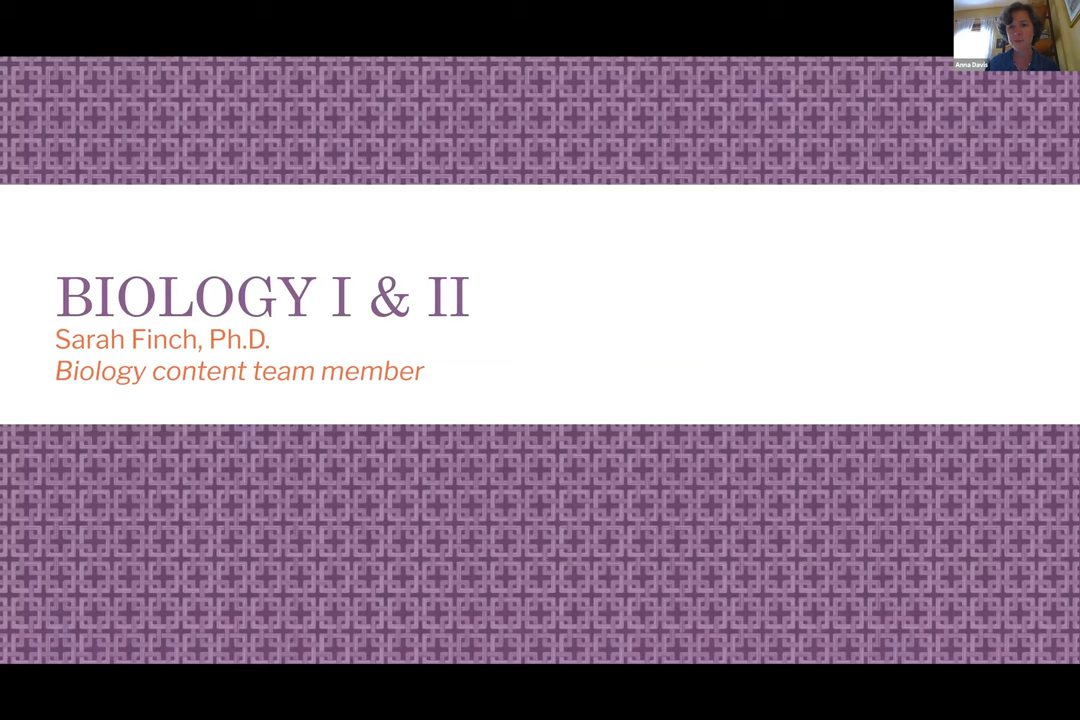 Anna Davis
BIOLOGY I & II
Sarah Finch, Ph.D.
Biology content team member